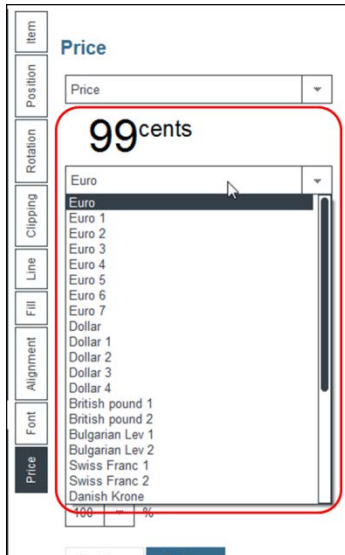 Item
Position
Rotation
Clipping
Line
Fill
Alignment
Font
Price
Price
Price
99cents
Euro
Euro
Euro 1
Euro 2
Euro 3
Euro 4
Euro 5
Euro 6
Euro 7
Dollar
Dollar 1
Dollar 2
Dollar 3
Dollar 4
British pound 1
British pound 2
Bulgarian Lev 1
Bulgarian Lev 2
Swiss Franc 1
Swiss Franc 2
Danish Krone
100 %